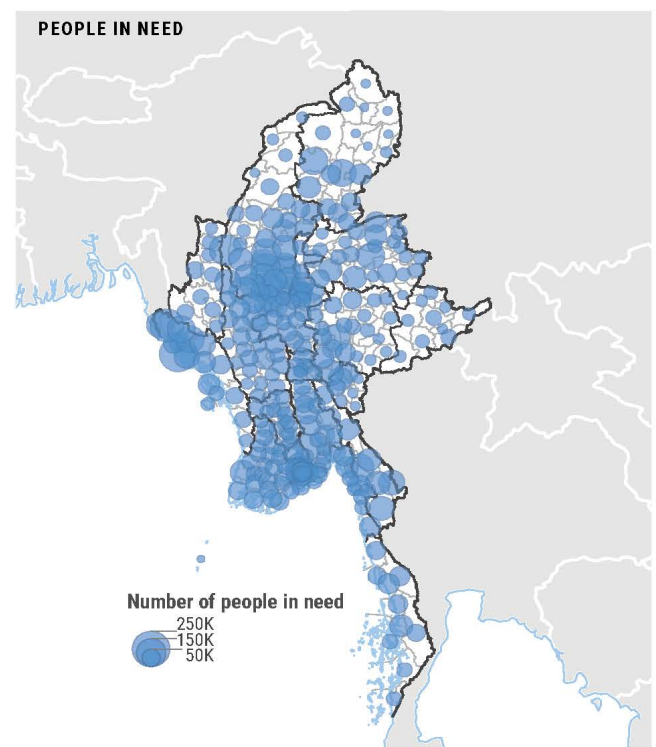 PEOPLE IN NEED
Number of people in need
250K
150K
50K